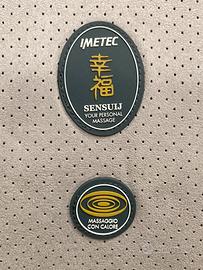 IMETEC
幸
福
SENSUIJ
YOUR PERSONAL
MASSAGE
MASSAGGIO
CON CALORE